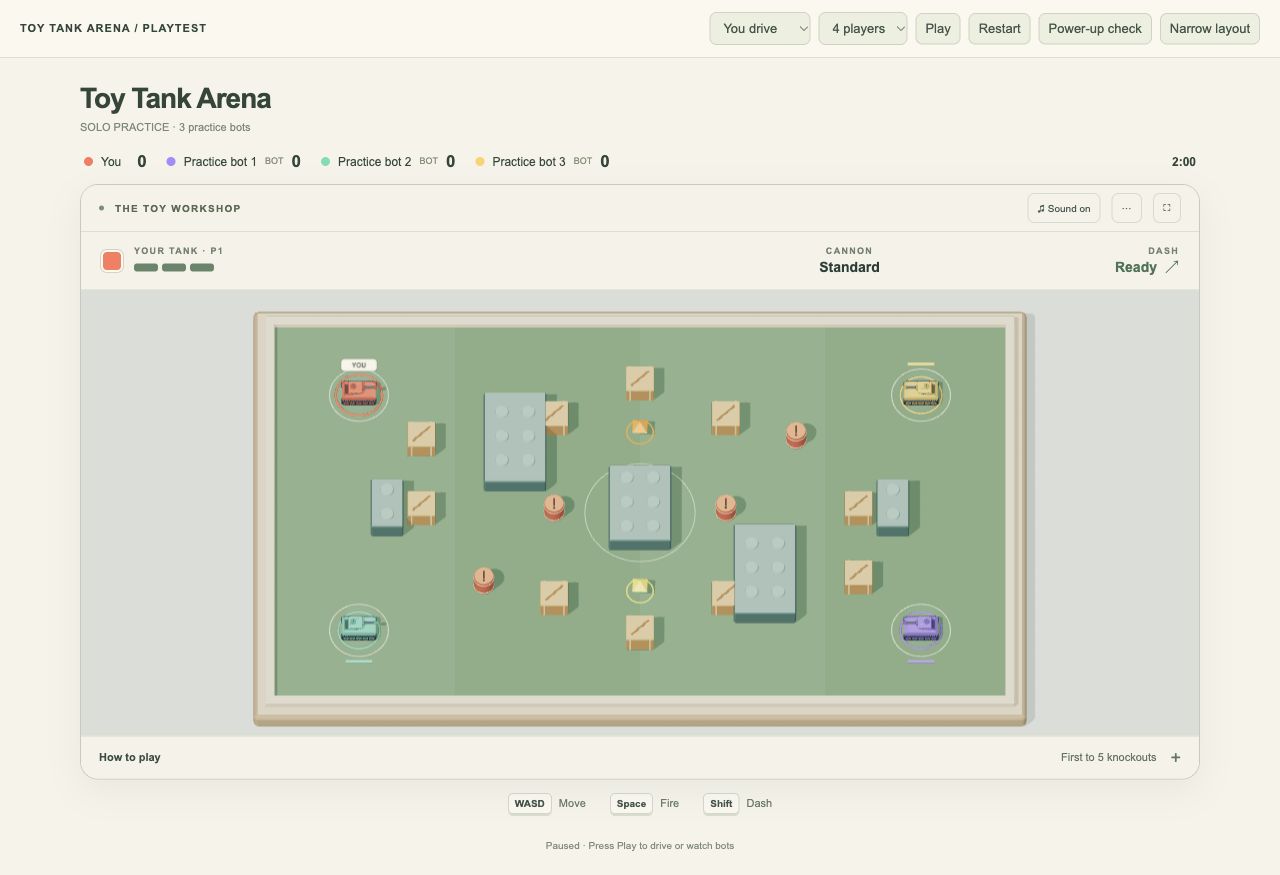 TOY TANK ARENA / PLAYTEST
You drive
4 players
Play
Restart
Power-up check
Narrow layout
Toy Tank Arena
SOLO PRACTICE · 3 practice bots
You 0
Practice bot 1 BOT 0
Practice bot 2 BOT 0
Practice bot 3 BOT 0
2:00
THE TOY WORKSHOP
♫ Sound on
...
YOUR TANK · P1
CANNON
Standard
DASH
Ready ↗
YOU
!
!
!
!
How to play
First to 5 knockouts +
WASD Move
Space Fire
Shift Dash
Paused · Press Play to drive or watch bots